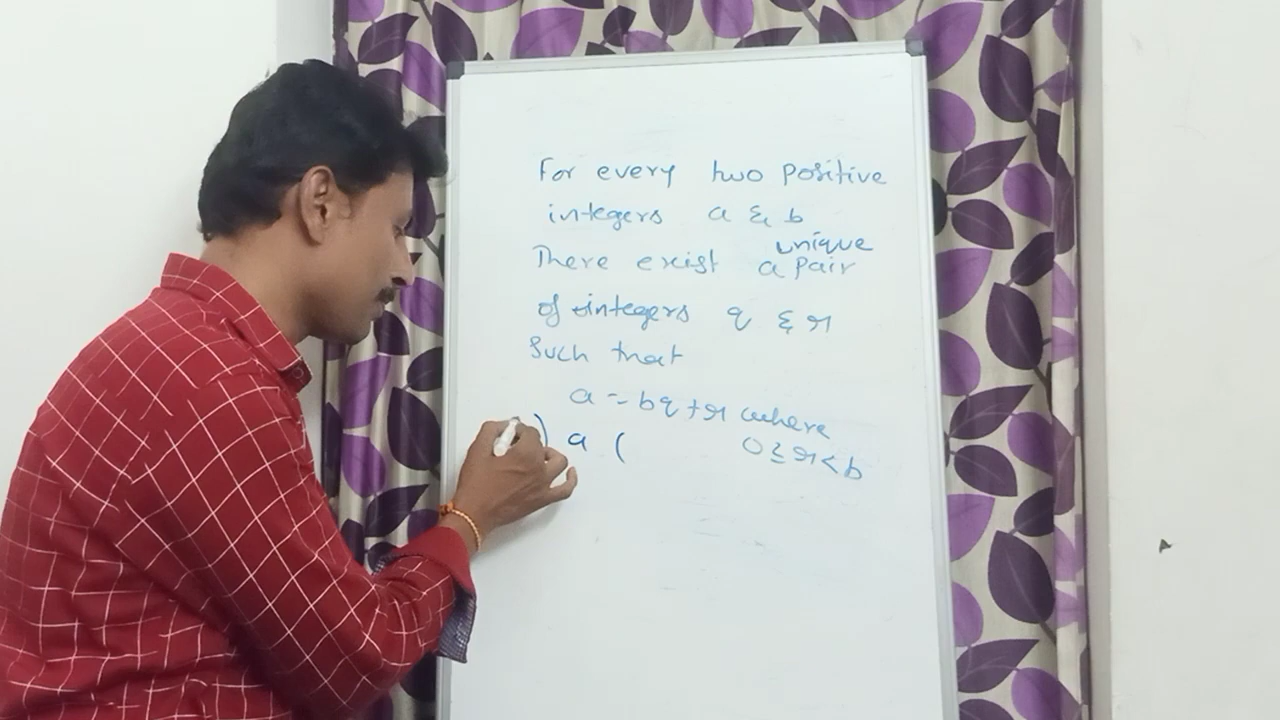 For every two positive
integers a & b
There exist a unique pair
of integers q & r
Such that
a = bq + r where
0 ≤ r < b
) a (